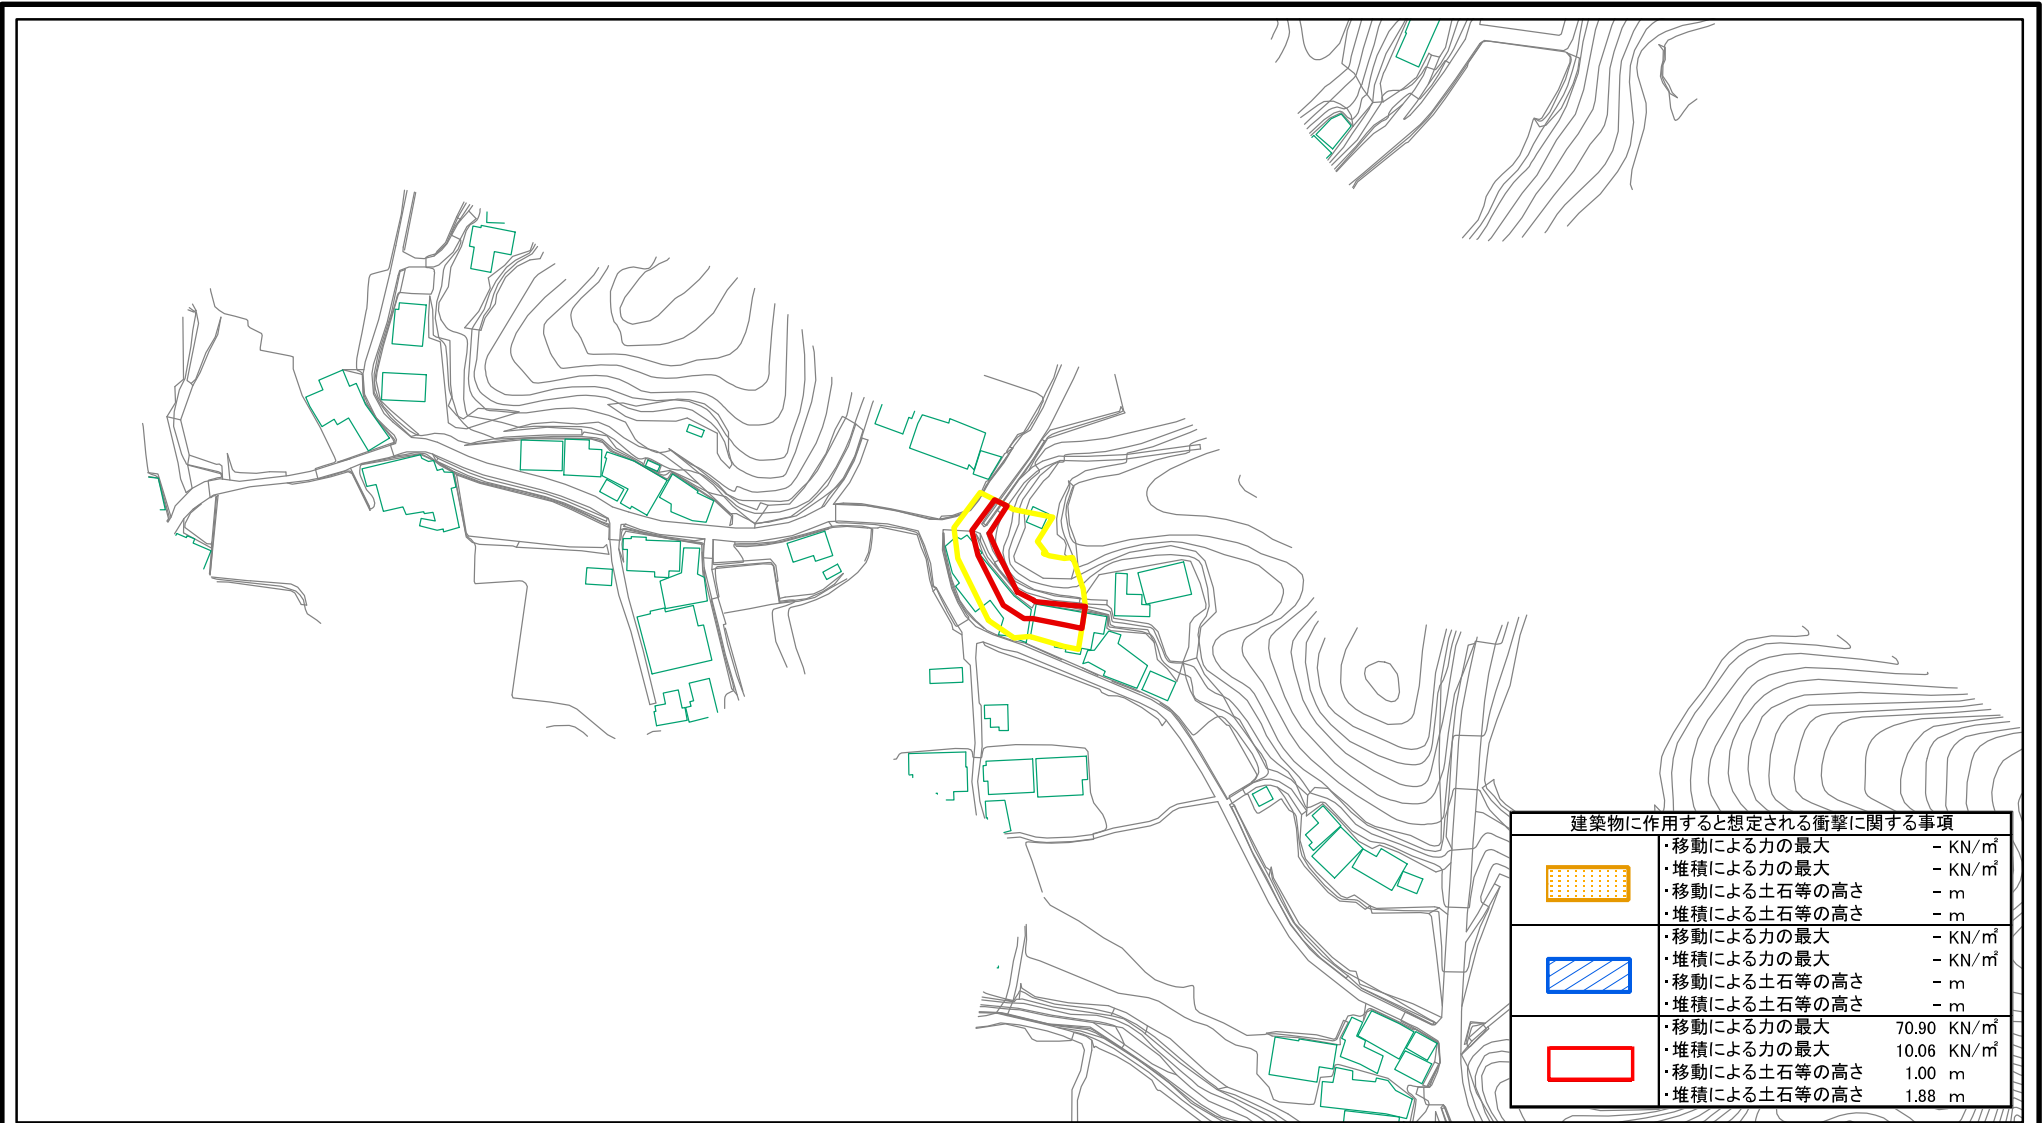 建築物に作用すると想定される衝撃に関する事項
・移動による力の最大 - KN/㎡
・堆積による力の最大 - KN/㎡
・移動による土石等の高さ - m
・堆積による土石等の高さ - m
・移動による力の最大 - KN/㎡
・堆積による力の最大 - KN/㎡
・移動による土石等の高さ - m
・堆積による土石等の高さ - m
・移動による力の最大 70.90 KN/㎡
・堆積による力の最大 10.06 KN/㎡
・移動による土石等の高さ 1.00 m
・堆積による土石等の高さ 1.88 m